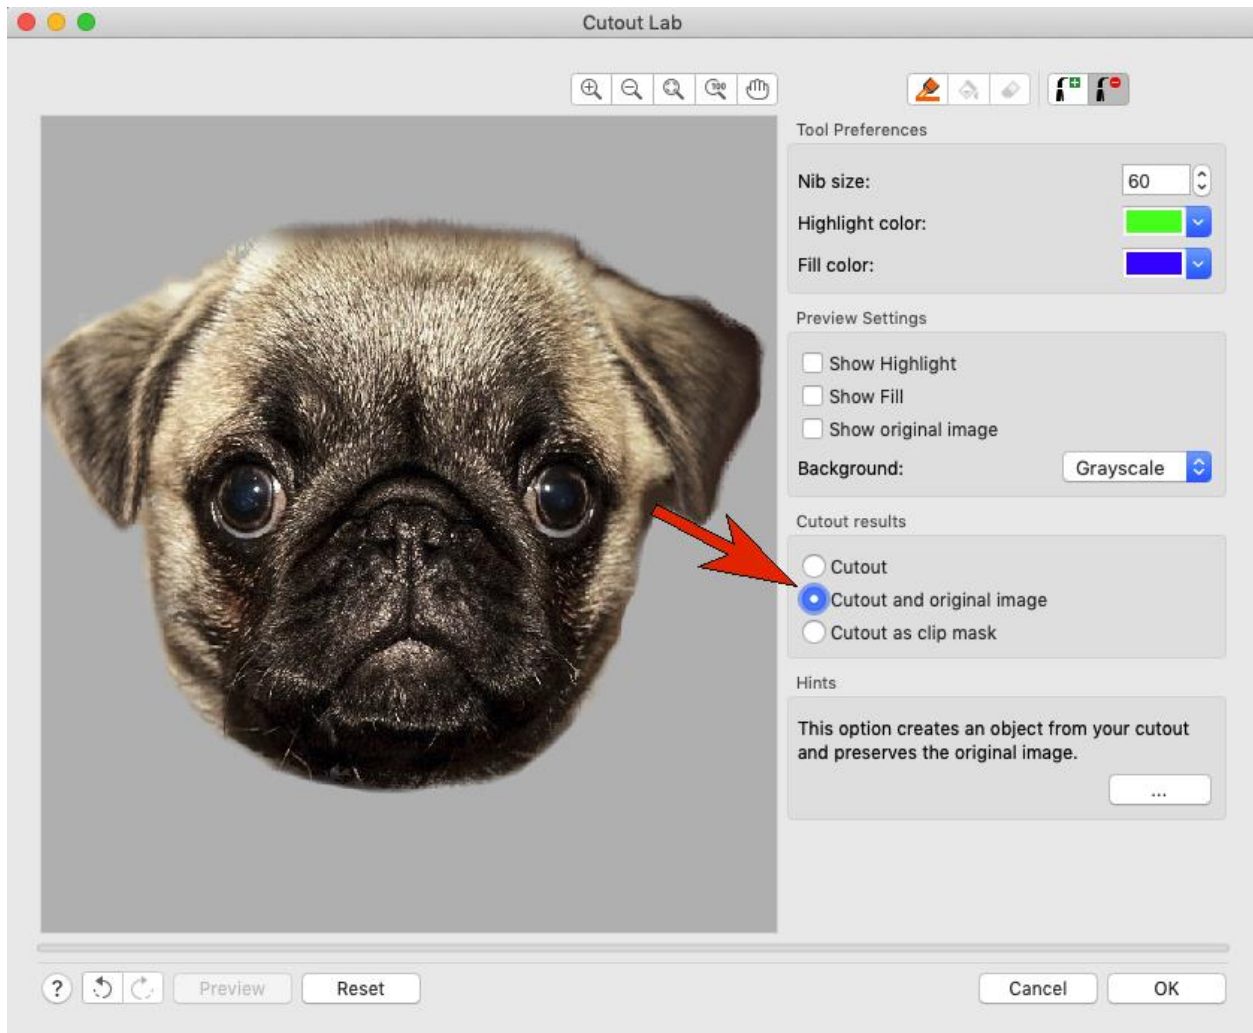 Cutout Lab
100
Tool Preferences
Nib size:
60
Highlight color:
Fill color:
Preview Settings
Show Highlight
Show Fill
Show original image
Background:
Grayscale
Cutout results
Cutout
Cutout and original image
Cutout as clip mask
Hints
This option creates an object from your cutout
and preserves the original image.
...
?
Preview
Reset
Cancel
OK